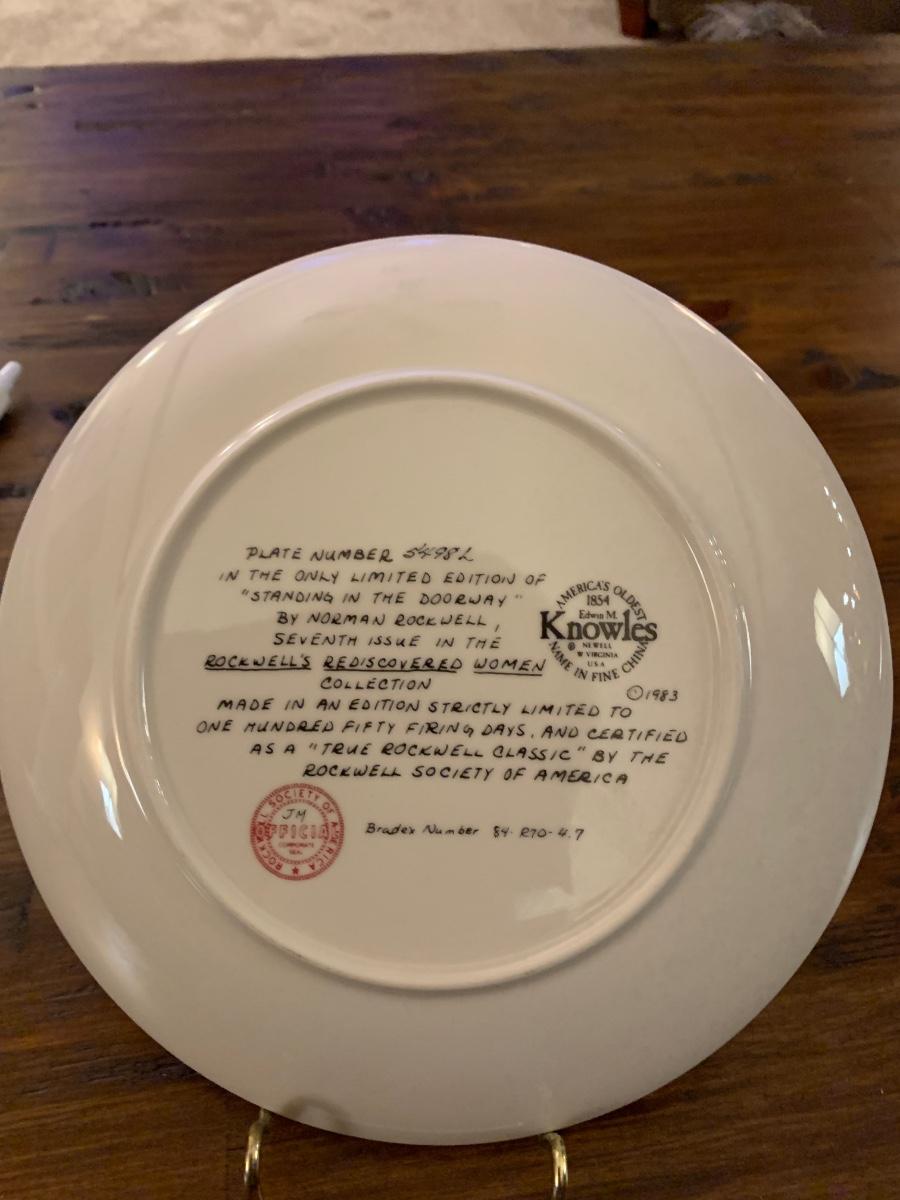 PLATE NUMBER 5498L
IN THE ONLY LIMITED EDITION OF
"STANDING IN THE DOORWAY"
BY NORMAN ROCKWELL,
SEVENTH ISSUE IN THE
ROCKWELL'S REDISCOVERED WOMEN
COLLECTION
MADE IN AN EDITION STRICTLY LIMITED TO
ONE HUNDRED FIFTY FIRING DAYS, AND CERTIFIED
AS A "TRUE ROCKWELL CLASSIC" BY THE
ROCKWELL SOCIETY OF AMERICA
AMERICA'S OLDEST
1854
Edwin M.
Knowles
® NEWELL
W VIRGINIA
USA
NAME IN FINE CHINA
© 1983
ROCKWELL SOCIETY OF AMERICA
JM
OFFICIAL
CORPORATE
SEAL
Bradex Number 84-R70-4.7